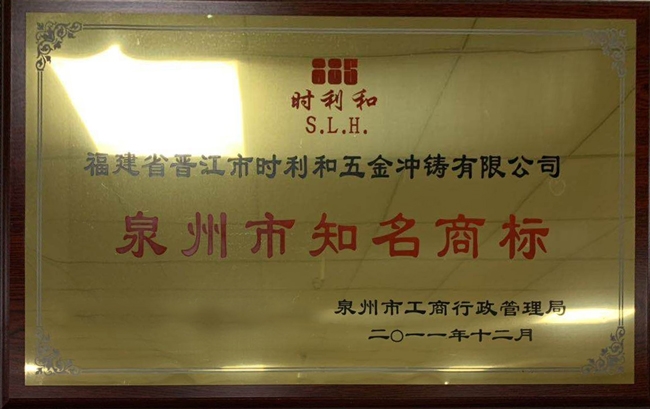 时利和
S.L.H.
福建省晋江市时利和五金冲铸有限公司
泉州市知名商标
泉州市工商行政管理局
二〇一一年十二月